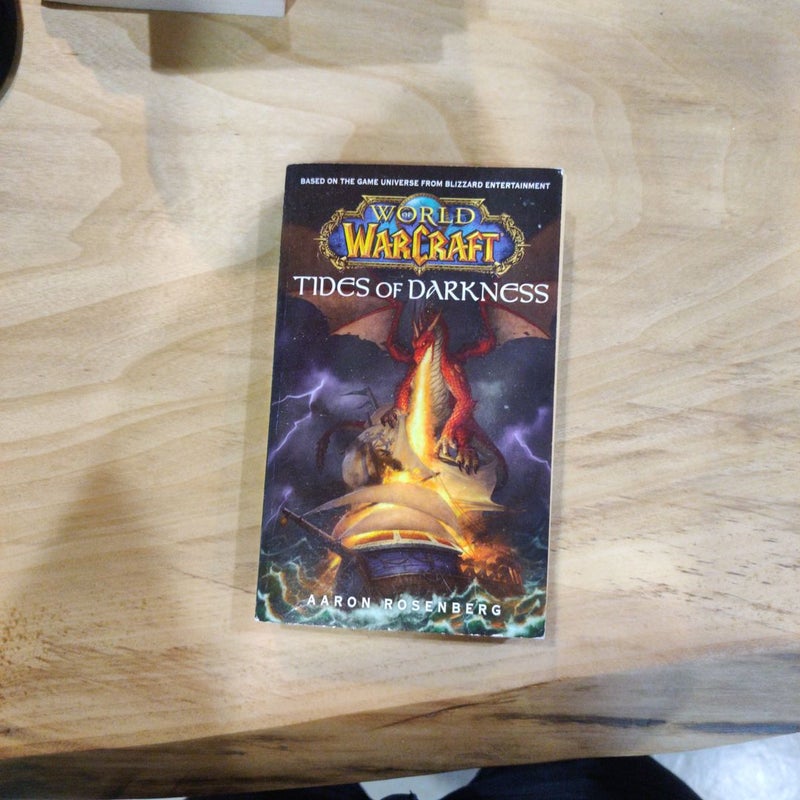 BASED ON THE GAME UNIVERSE FROM BLIZZARD ENTERTAINMENT
WORLD
OF
WARCRAFT
TIDES OF DARKNESS
AARON ROSENBERG